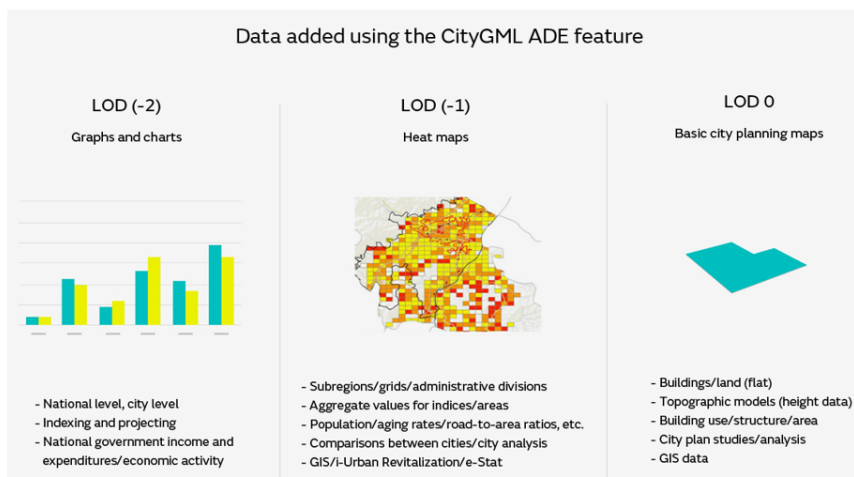 Data added using the CityGML ADE feature
LOD (-2)
Graphs and charts
- National level, city level
- Indexing and projecting
- National government income and
expenditures/economic activity
LOD (-1)
Heat maps
- Subregions/grids/administrative divisions
- Aggregate values for indices/areas
- Population/aging rates/road-to-area ratios, etc.
- Comparisons between cities/city analysis
- GIS/i-Urban Revitalization/e-Stat
LOD 0
Basic city planning maps
- Buildings/land (flat)
- Topographic models (height data)
- Building use/structure/area
- City plan studies/analysis
- GIS data